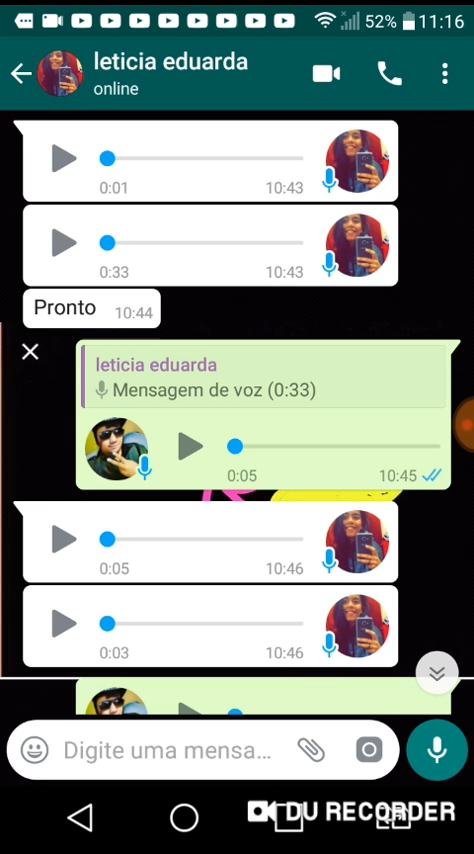 52% 11:16
leticia eduarda
online
0:01 10:43
0:33 10:43
Pronto 10:44
leticia eduarda
Mensagem de voz (0:33)
0:05 10:45
0:05 10:46
0:03 10:46
Digite uma mensa...
DU RECORDER